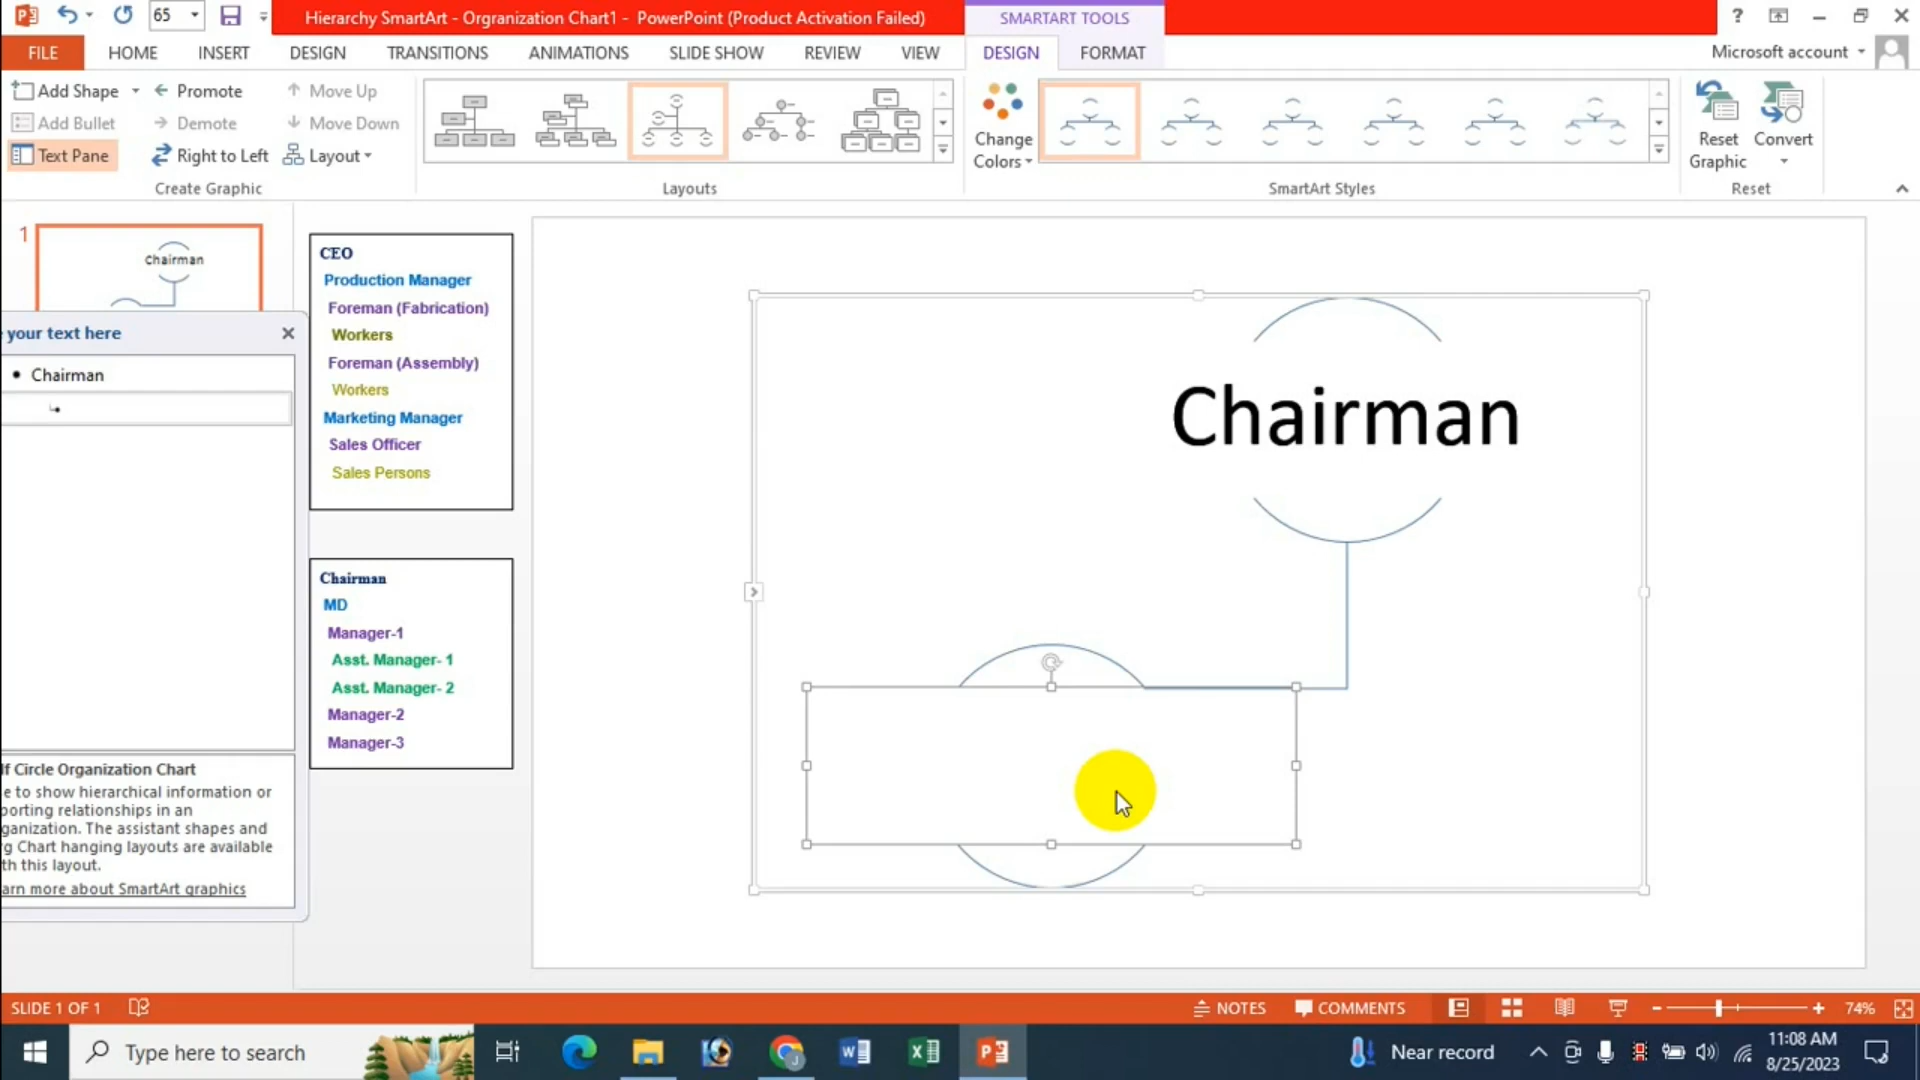 65
Hierarchy SmartArt - Orgranization Chart1 - PowerPoint (Product Activation Failed)
SMARTART TOOLS
?
FILE
HOME
INSERT
DESIGN
TRANSITIONS
ANIMATIONS
SLIDE SHOW
REVIEW
VIEW
DESIGN
FORMAT
Microsoft account
Add Shape
Promote
Move Up
Add Bullet
Demote
Move Down
Text Pane
Right to Left
Layout
Create Graphic
Layouts
Change
Colors
SmartArt Styles
Reset
Graphic
Convert
Reset
1
Chairman
your text here
Chairman
lf Circle Organization Chart
e to show hierarchical information or
porting relationships in an
ganization. The assistant shapes and
g Chart hanging layouts are available
th this layout.
arn more about SmartArt graphics
CEO
Production Manager
Foreman (Fabrication)
Workers
Foreman (Assembly)
Workers
Marketing Manager
Sales Officer
Sales Persons
Chairman
MD
Manager-1
Asst. Manager- 1
Asst. Manager- 2
Manager-2
Manager-3
Chairman
SLIDE 1 OF 1
NOTES
COMMENTS
74%
Type here to search
Near record
11:08 AM
8/25/2023